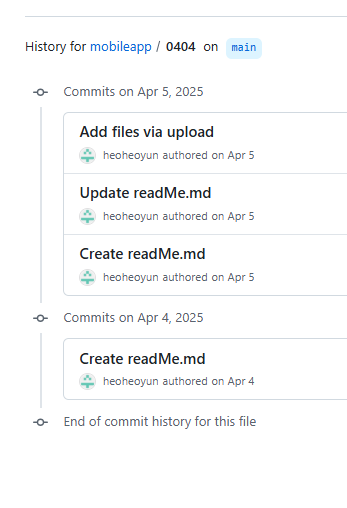 History for mobileapp / 0404 on main
Commits on Apr 5, 2025
Add files via upload
heoheoyun authored on Apr 5
Update readMe.md
heoheoyun authored on Apr 5
Create readMe.md
heoheoyun authored on Apr 5
Commits on Apr 4, 2025
Create readMe.md
heoheoyun authored on Apr 4
End of commit history for this file